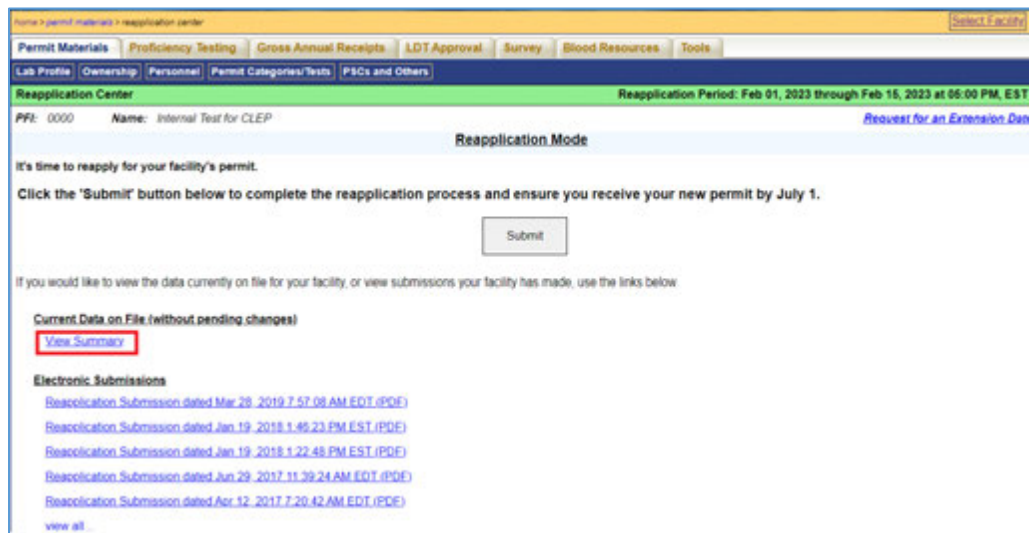 home > permit materials > reapplication center Select Facility
Permit Materials Proficiency Testing Gross Annual Receipts LDT Approval Survey Blood Resources Tools
Lab Profile Ownership Personnel Permit Categories/Tests PSCs and Others
Reapplication Center Reapplication Period: Feb 01, 2023 through Feb 15, 2023 at 05:00 PM, EST
PFI: 0000 Name: Internal Test for CLEP Request for an Extension Date
Reapplication Mode
It's time to reapply for your facility's permit.
Click the 'Submit' button below to complete the reapplication process and ensure you receive your new permit by July 1.
Submit
If you would like to view the data currently on file for your facility, or view submissions your facility has made, use the links below
Current Data on File (without pending changes)
View Summary
Electronic Submissions
Reapplication Submission dated Mar 28, 2019 7:57:08 AM EDT (PDF)
Reapplication Submission dated Jan 19, 2018 1:46:23 PM EST (PDF)
Reapplication Submission dated Jan 19, 2018 1:22:48 PM EST (PDF)
Reapplication Submission dated Jun 29, 2017 11:39:24 AM EDT (PDF)
Reapplication Submission dated Apr 12, 2017 7:20:42 AM EDT (PDF)
view all...